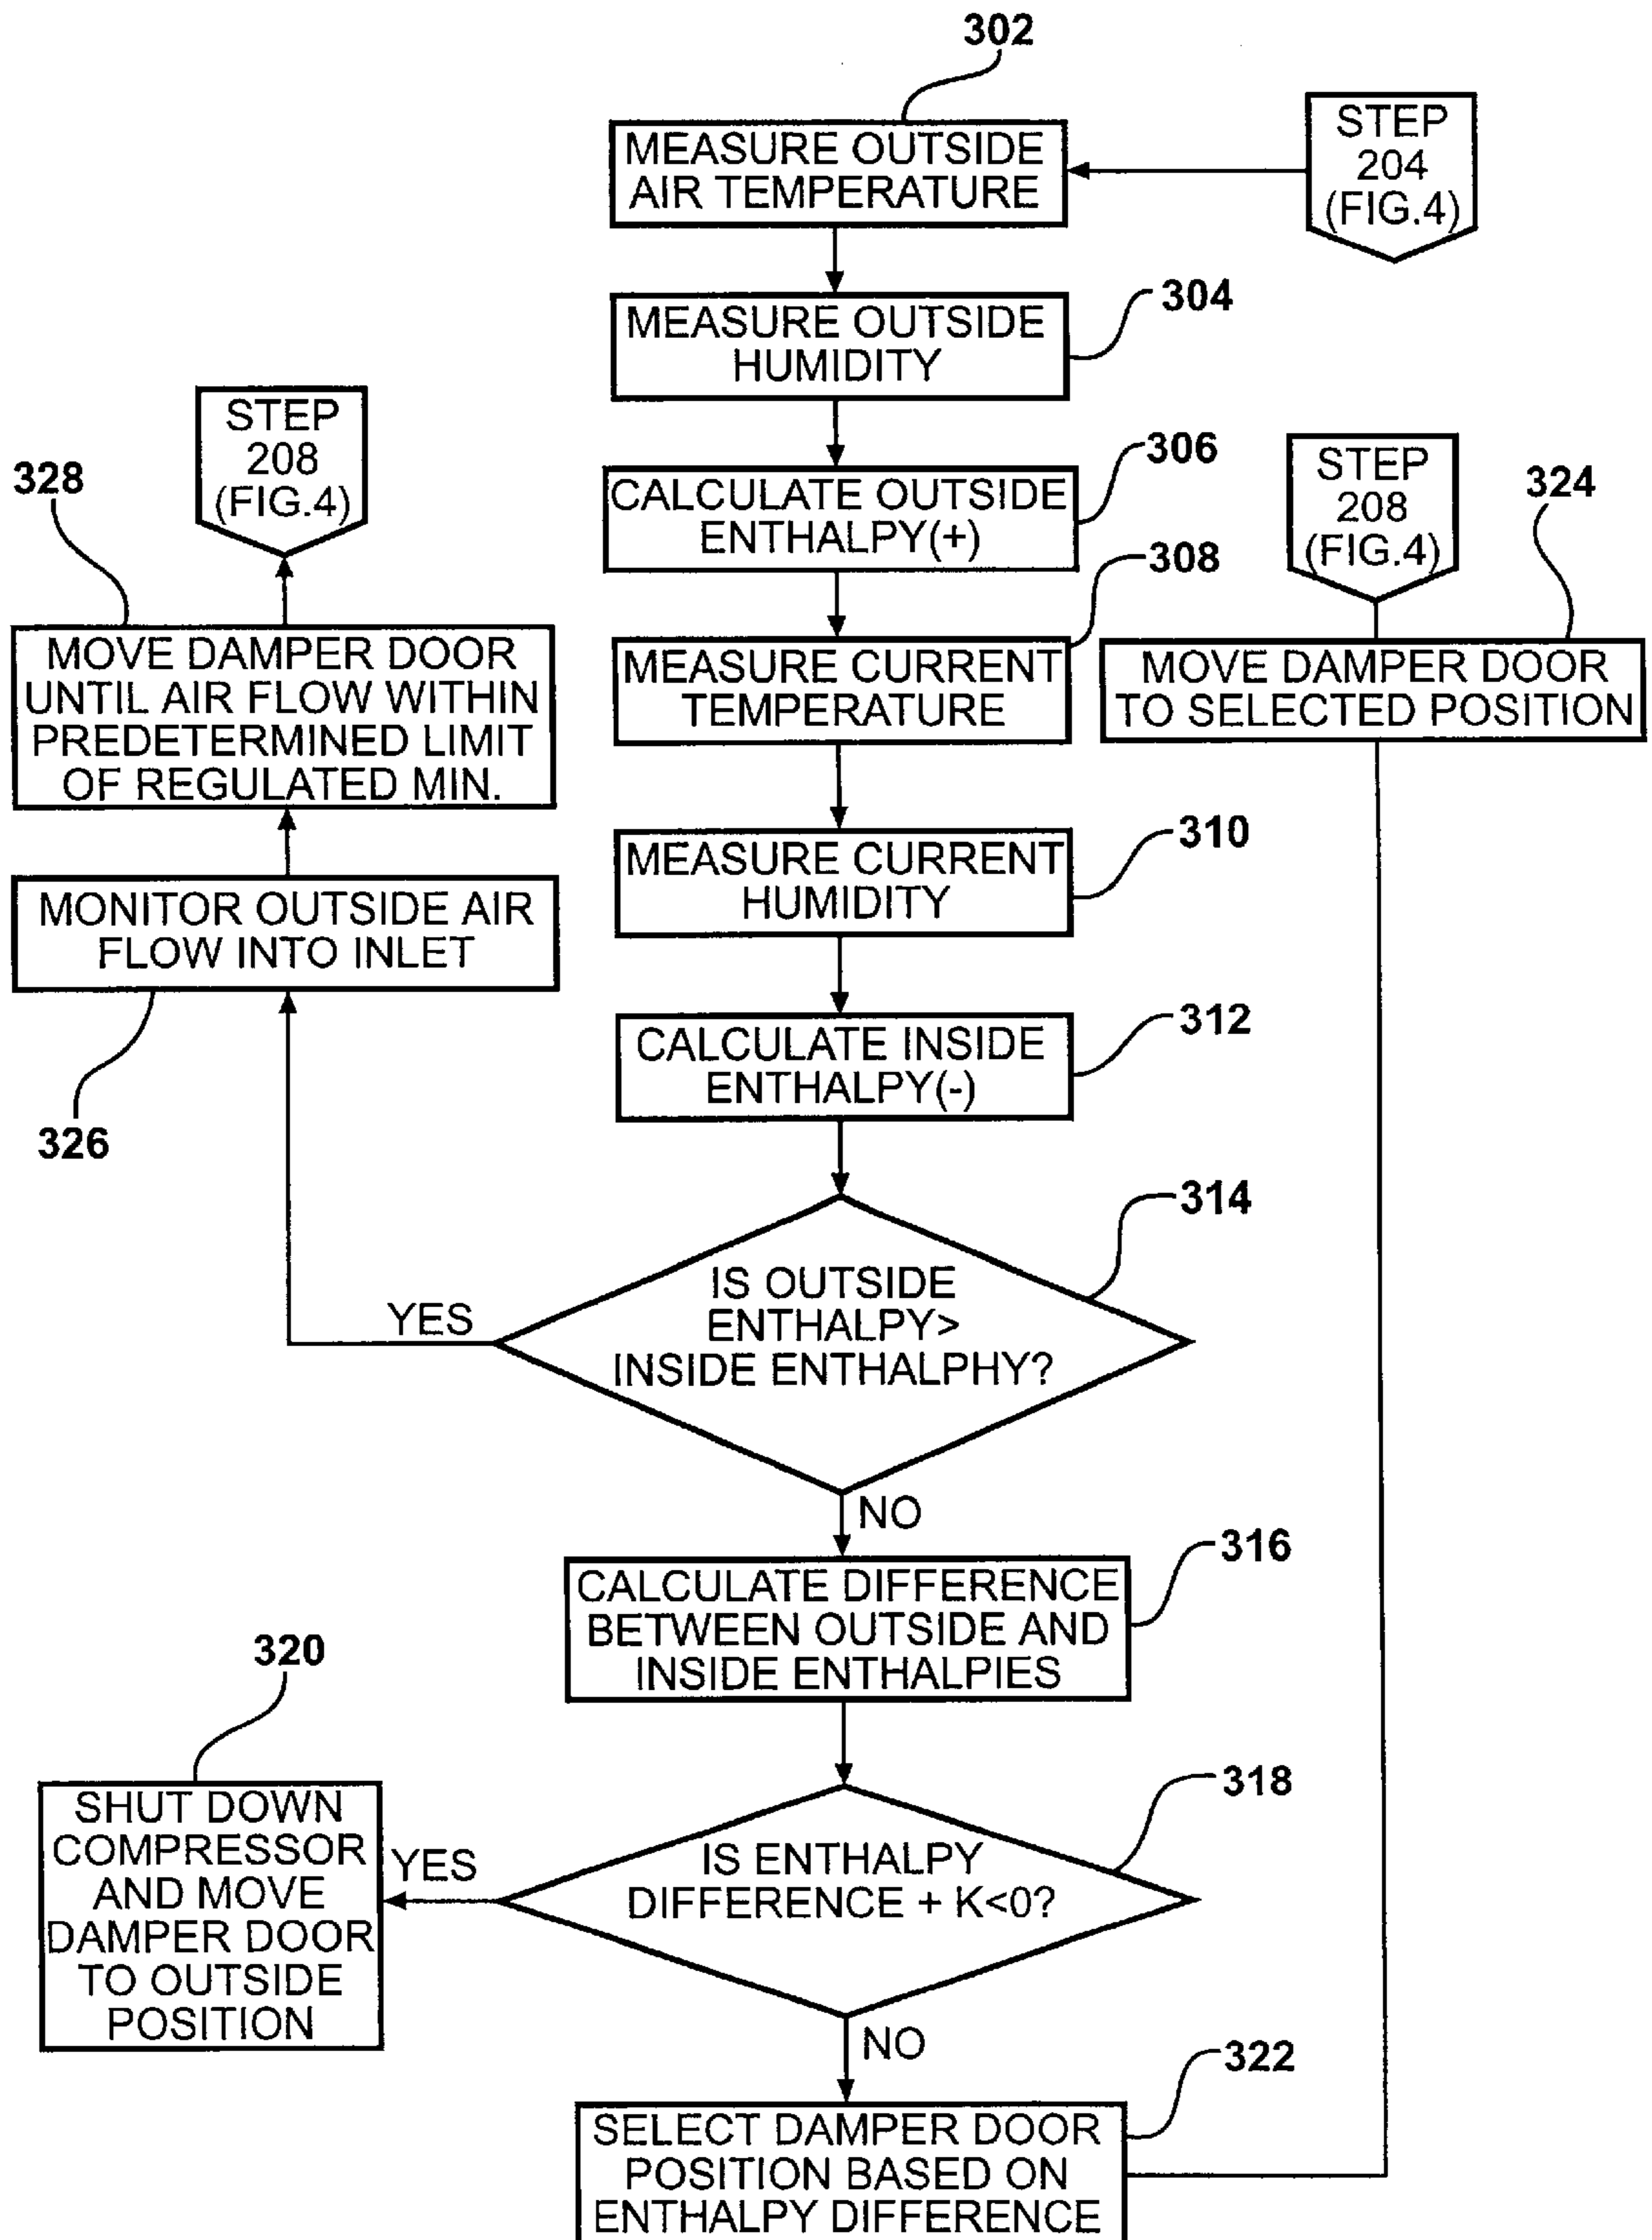 302
MEASURE OUTSIDE
AIR TEMPERATURE
STEP
204
(FIG.4)
304
MEASURE OUTSIDE
HUMIDITY
306
CALCULATE OUTSIDE
ENTHALPY(+)
STEP
208
(FIG.4)
328
STEP
208
(FIG.4)
324
308
MOVE DAMPER DOOR
UNTIL AIR FLOW WITHIN
PREDETERMINED LIMIT
OF REGULATED MIN.
MEASURE CURRENT
TEMPERATURE
MOVE DAMPER DOOR
TO SELECTED POSITION
310
MEASURE CURRENT
HUMIDITY
MONITOR OUTSIDE AIR
FLOW INTO INLET
326
312
CALCULATE INSIDE
ENTHALPY(-)
314
IS OUTSIDE
ENTHALPY>
INSIDE ENTHALPHY?
YES
NO
316
CALCULATE DIFFERENCE
BETWEEN OUTSIDE AND
INSIDE ENTHALPIES
320
318
SHUT DOWN
COMPRESSOR
AND MOVE
DAMPER DOOR
TO OUTSIDE
POSITION
YES
IS ENTHALPY
DIFFERENCE + K<0?
NO
322
SELECT DAMPER DOOR
POSITION BASED ON
ENTHALPY DIFFERENCE